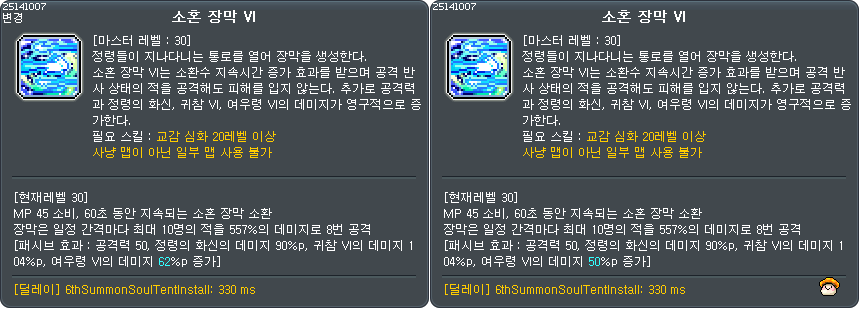 25141007
변경
소혼 장막 VI
[마스터 레벨 : 30]
정령들이 지나다니는 통로를 열어 장막을 생성한다.
소혼 장막 VI는 소환수 지속시간 증가 효과를 받으며 공격 반
사 상태의 적을 공격해도 피해를 입지 않는다. 추가로 공격력
과 정령의 화신, 귀참 VI, 여우령 VI의 데미지가 영구적으로 증
가한다.
필요 스킬 : 교감 심화 20레벨 이상
사냥 맵이 아닌 일부 맵 사용 불가
[현재레벨 30]
MP 45 소비, 60초 동안 지속되는 소혼 장막 소환
장막은 일정 간격마다 최대 10명의 적을 557%의 데미지로 8번 공격
[패시브 효과 : 공격력 50, 정령의 화신의 데미지 90%p, 귀참 VI의 데미지 1
04%p, 여우령 VI의 데미지 62%p 증가]
[딜레이] 6thSummonSoulTentInstall: 330 ms
25141007
소혼 장막 VI
[마스터 레벨 : 30]
정령들이 지나다니는 통로를 열어 장막을 생성한다.
소혼 장막 VI는 소환수 지속시간 증가 효과를 받으며 공격 반
사 상태의 적을 공격해도 피해를 입지 않는다. 추가로 공격력
과 정령의 화신, 귀참 VI, 여우령 VI의 데미지가 영구적으로 증
가한다.
필요 스킬 : 교감 심화 20레벨 이상
사냥 맵이 아닌 일부 맵 사용 불가
[현재레벨 30]
MP 45 소비, 60초 동안 지속되는 소혼 장막 소환
장막은 일정 간격마다 최대 10명의 적을 557%의 데미지로 8번 공격
[패시브 효과 : 공격력 50, 정령의 화신의 데미지 90%p, 귀참 VI의 데미지 1
04%p, 여우령 VI의 데미지 50%p 증가]
[딜레이] 6thSummonSoulTentInstall: 330 ms